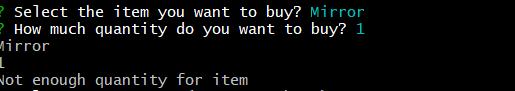 ? Select the item you want to buy? Mirror
? How much quantity do you want to buy? 1
Mirror
1
Not enough quantity for item